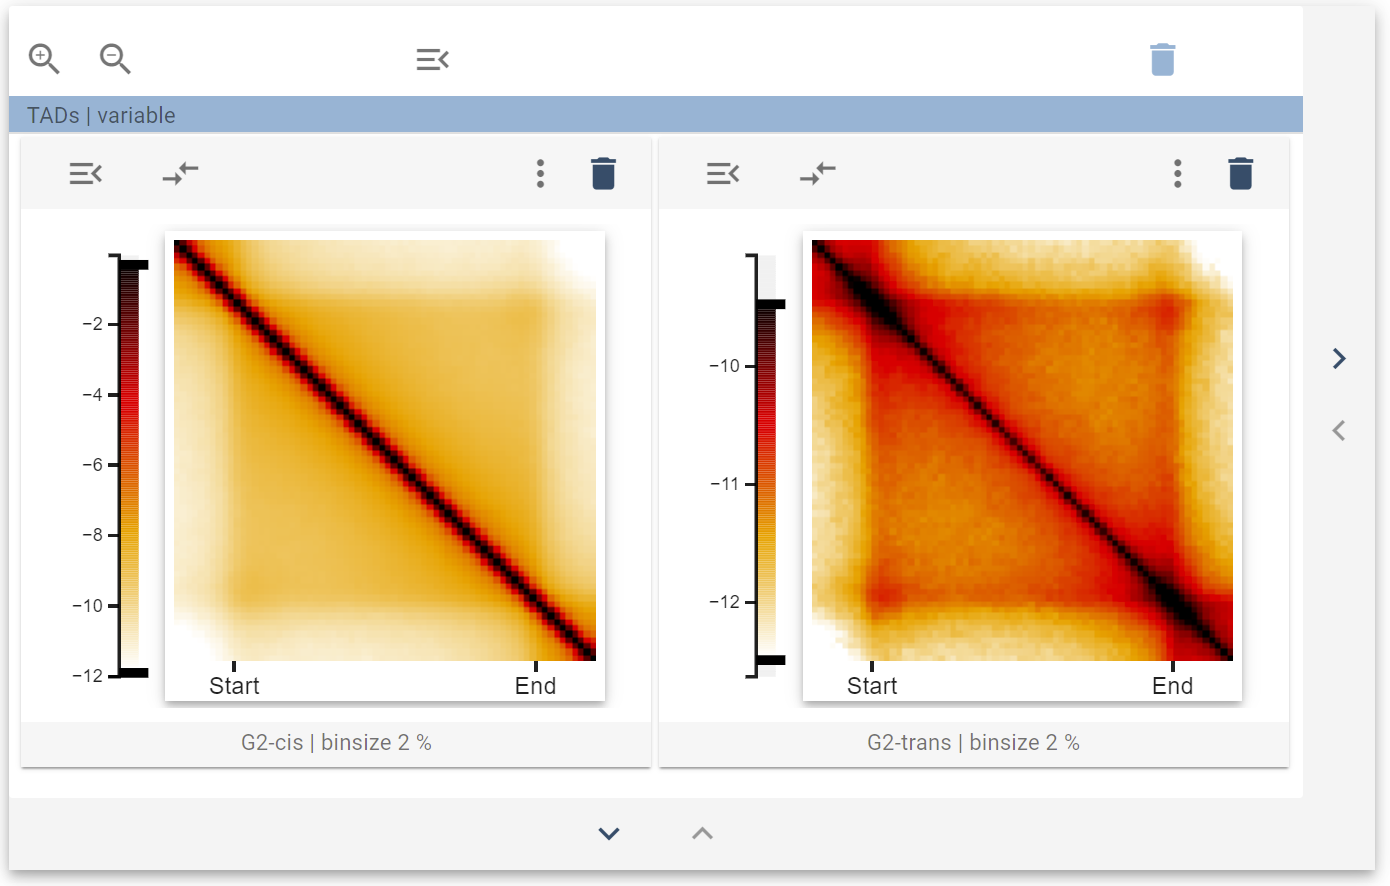 TADs | variable
−2
−4
−6
−8
−10
−12
Start End
G2-cis | binsize 2 %
−10
−11
−12
Start End
G2-trans | binsize 2 %